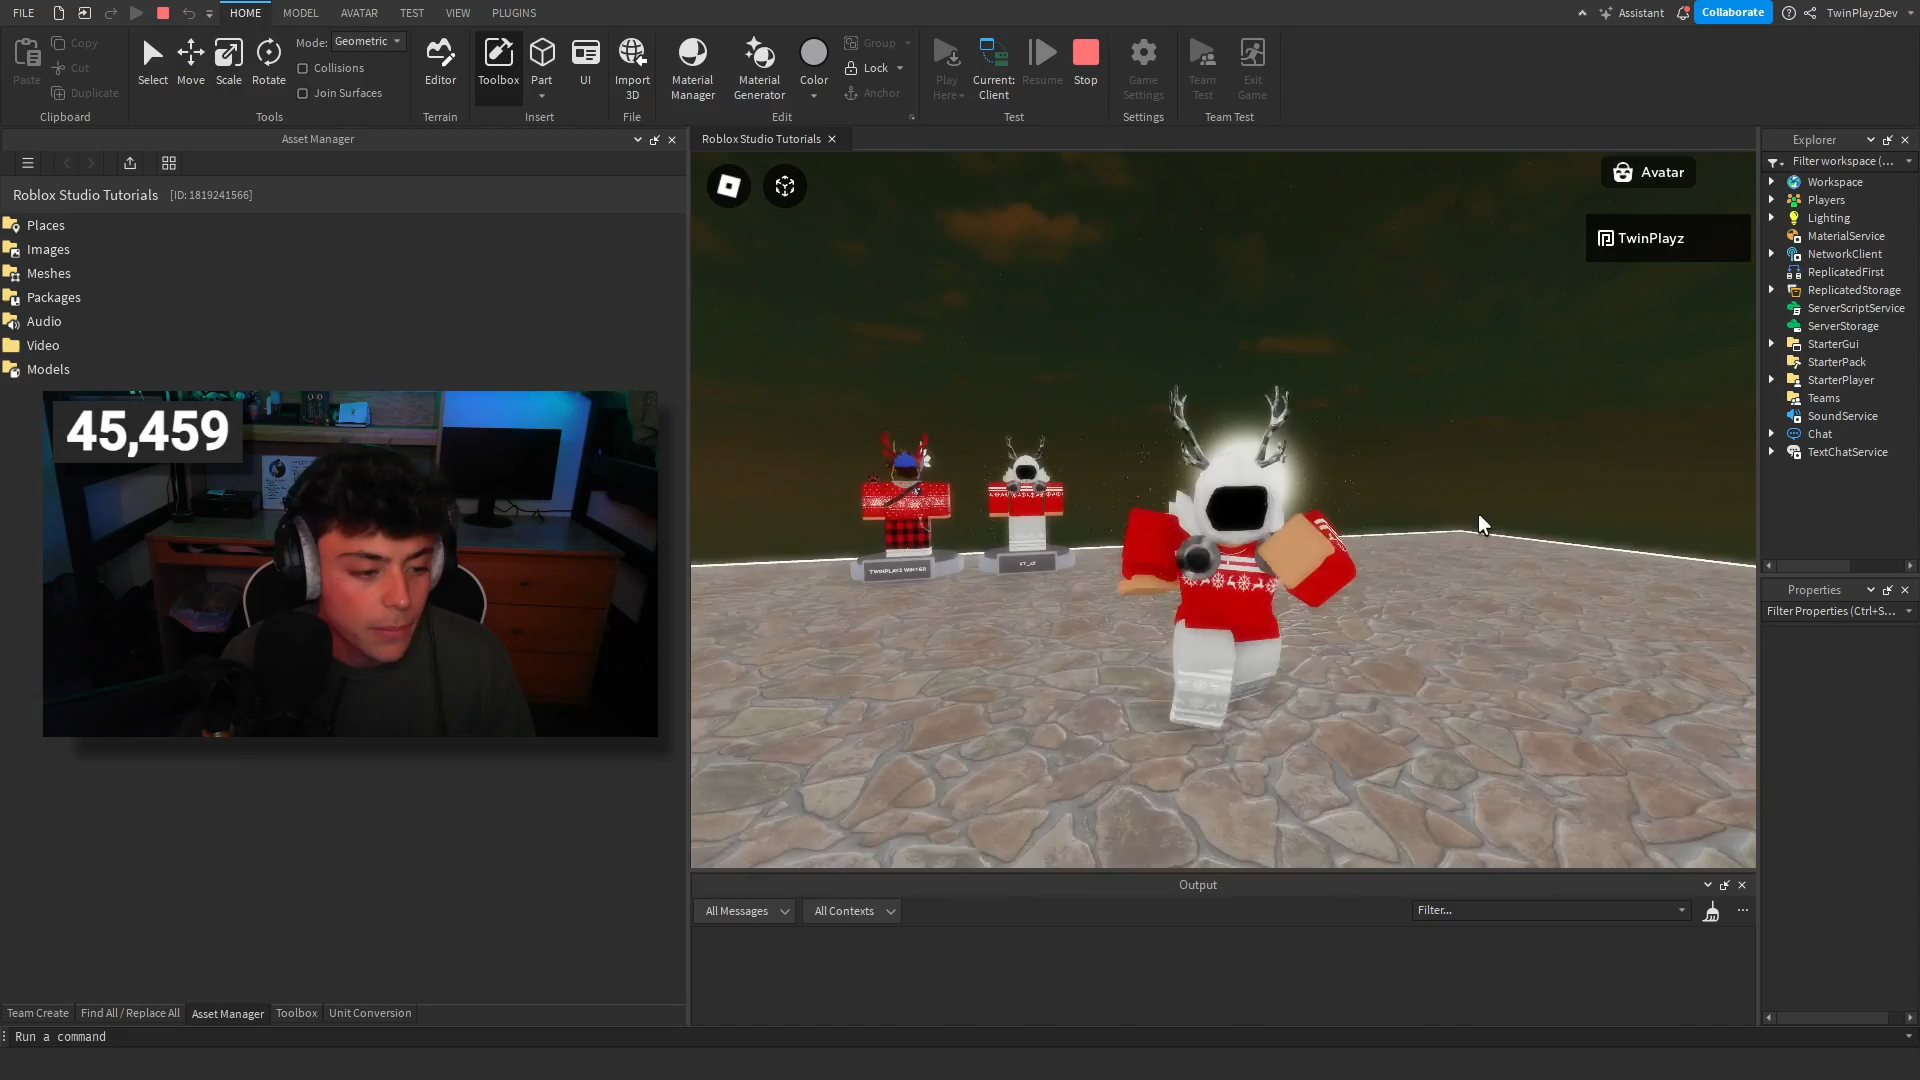 FILE HOME MODEL AVATAR TEST VIEW PLUGINS Assistant Collaborate TwinPlayzDev
Paste Copy Cut Duplicate
Clipboard
Select Move Scale Rotate
Mode: Geometric
Collisions
Join Surfaces
Tools
Editor
Terrain
Toolbox Part UI
Insert
Import 3D
File
Material Manager Material Generator Color Group Lock Anchor
Edit
Play Here Current: Client Resume Stop
Test
Game Settings
Settings
Team Test Exit Game
Team Test
Asset Manager
Roblox Studio Tutorials [ID: 1819241566]
Places
Images
Meshes
Packages
Audio
Video
Models
45,459
Team Create Find All / Replace All Asset Manager Toolbox Unit Conversion
Run a command
Roblox Studio Tutorials
Avatar
TwinPlayz
TWINPLAYZ WINTER
Output
All Messages All Contexts Filter...
Explorer
Filter workspace (...
Workspace
Players
Lighting
MaterialService
NetworkClient
ReplicatedFirst
ReplicatedStorage
ServerScriptService
ServerStorage
StarterGui
StarterPack
StarterPlayer
Teams
SoundService
Chat
TextChatService
Properties
Filter Properties (Ctrl+S...